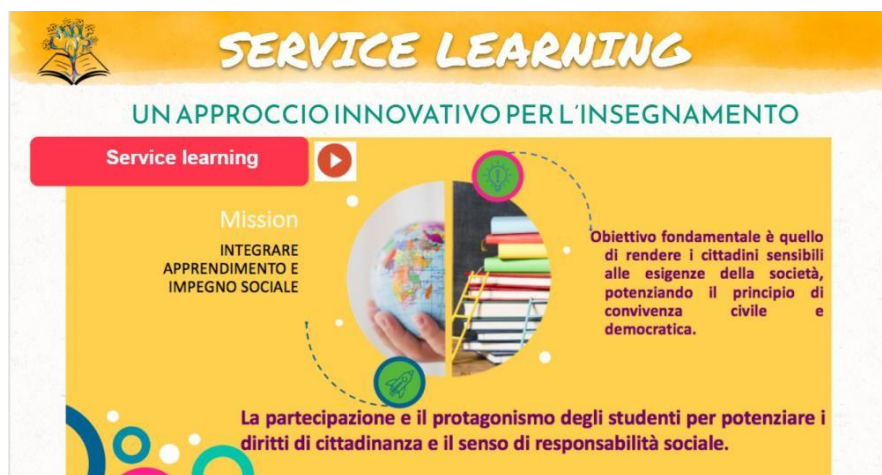 SERVICE LEARNING
UN APPROCCIO INNOVATIVO PER L'INSEGNAMENTO
Service learning
Mission
INTEGRARE
APPRENDIMENTO E
IMPEGNO SOCIALE
Obiettivo fondamentale è quello
di rendere i cittadini sensibili
alle esigenze della società,
potenziando il principio di
convivenza civile e
democratica.
La partecipazione e il protagonismo degli studenti per potenziare i
diritti di cittadinanza e il senso di responsabilità sociale.